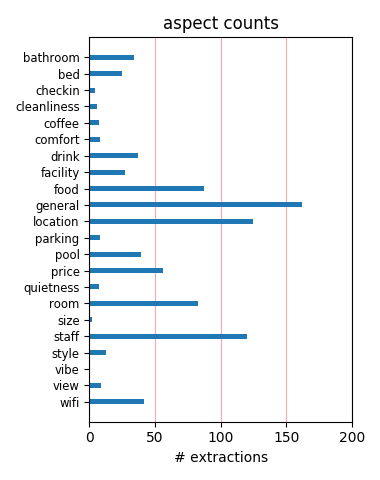 aspect counts
bathroom
bed
checkin
cleanliness
coffee
comfort
drink
facility
food
general
location
parking
pool
price
quietness
room
size
staff
style
vibe
view
wifi
0 50 100 150 200
# extractions